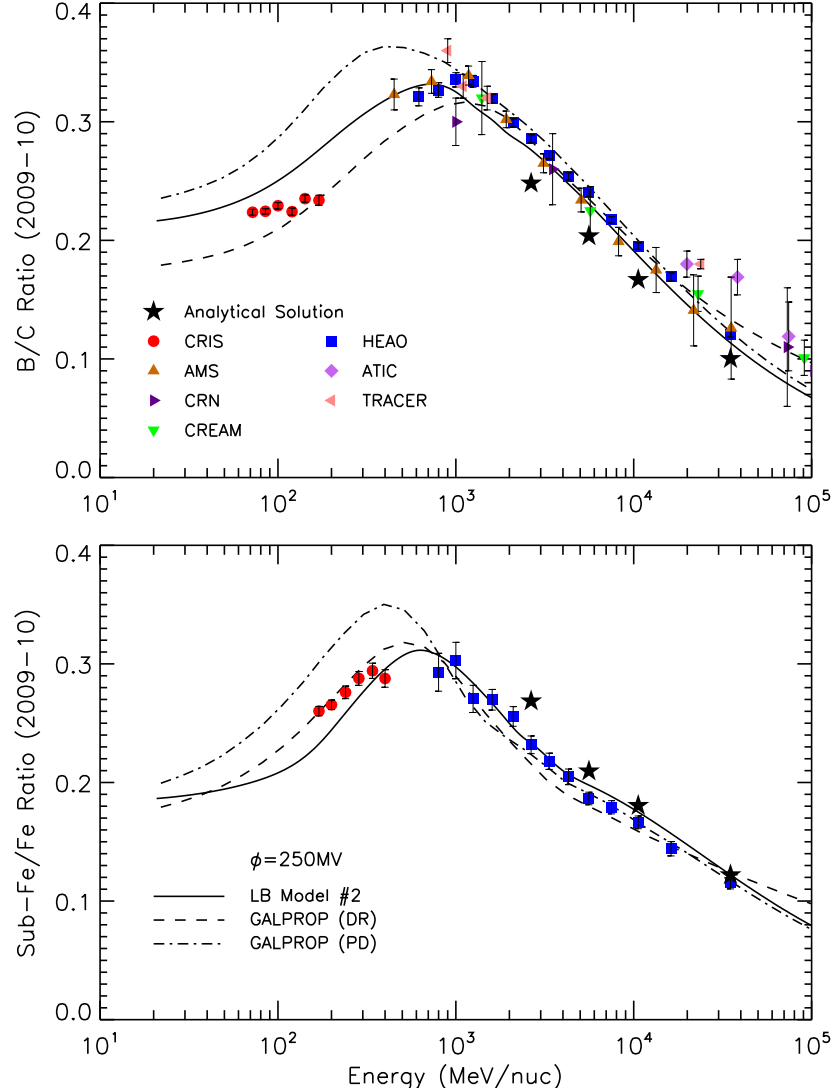 0.4
0.3
0.2
0.1
0.0
B/C Ratio (2009-10)
Analytical Solution
CRIS HEAO
AMS ATIC
CRN TRACER
CREAM
10¹ 10² 10³ 10⁴ 10⁵
0.4
0.3
0.2
0.1
0.0
Sub-Fe/Fe Ratio (2009-10)
φ=250MV
LB Model #2
GALPROP (DR)
GALPROP (PD)
10¹ 10² 10³ 10⁴ 10⁵
Energy (MeV/nuc)